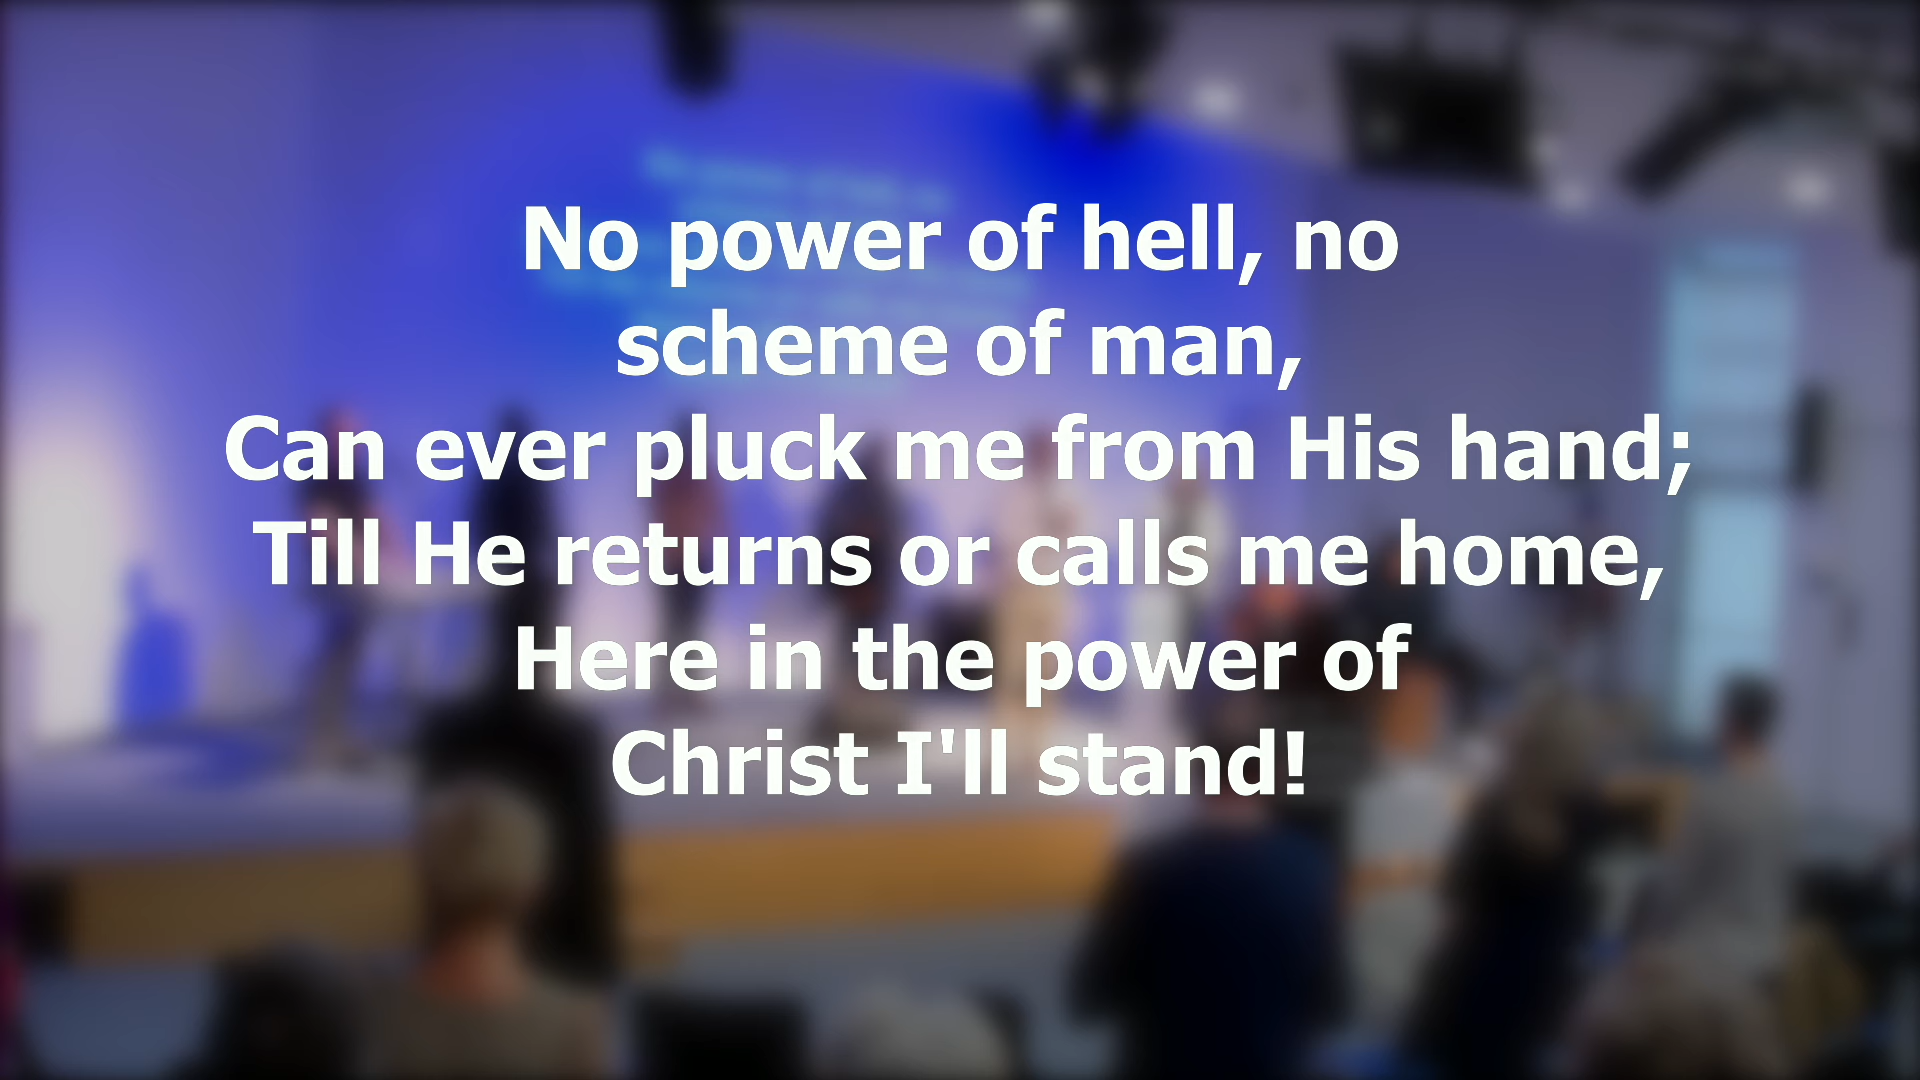 No power of hell, no
scheme of man,
Can ever pluck me from His hand;
Till He returns or calls me home,
Here in the power of
Christ I'll stand!